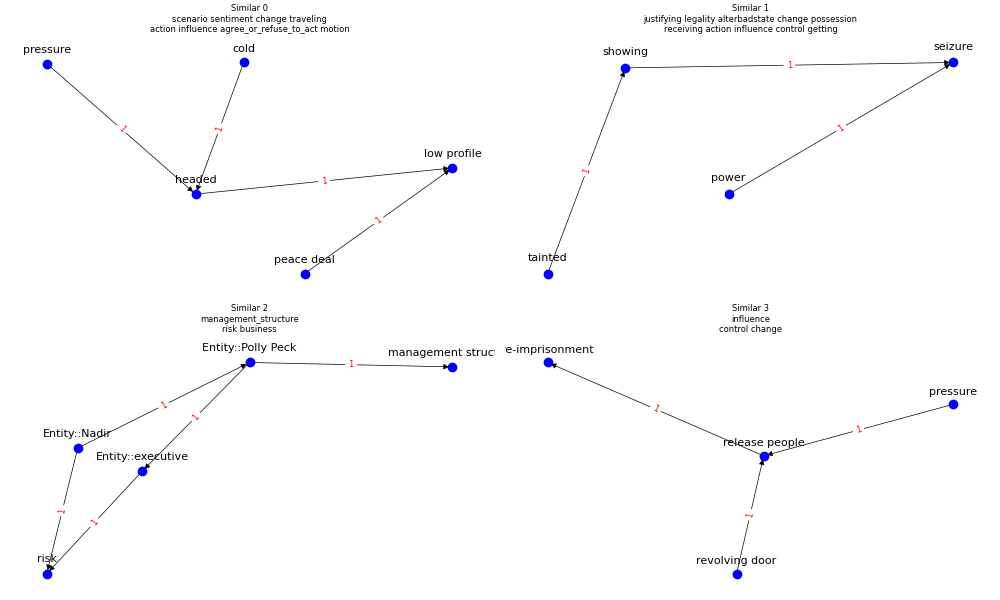 Similar 0
scenario sentiment change traveling
action influence agree_or_refuse_to_act motion
pressure
cold
1
1
headed
1
low profile
1
peace deal
Similar 1
justifying legality alterbadstate change possession
receiving action influence control getting
showing
1
seizure
1
1
power
tainted
Similar 2
management_structure
risk business
Entity::Polly Peck
1
management struct
1
1
Entity::Nadir
Entity::executive
1
1
risk
Similar 3
influence
control change
re-imprisonment
pressure
1
1
release people
1
revolving door